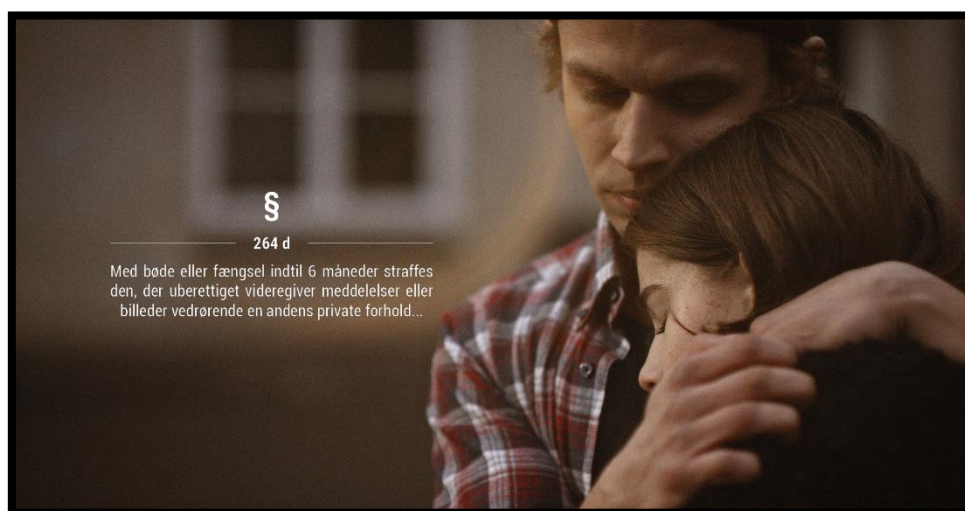 §
264 d
Med bøde eller fængsel indtil 6 måneder straffes
den, der uberettiget videregiver meddelelser eller
billeder vedrørende en andens private forhold...